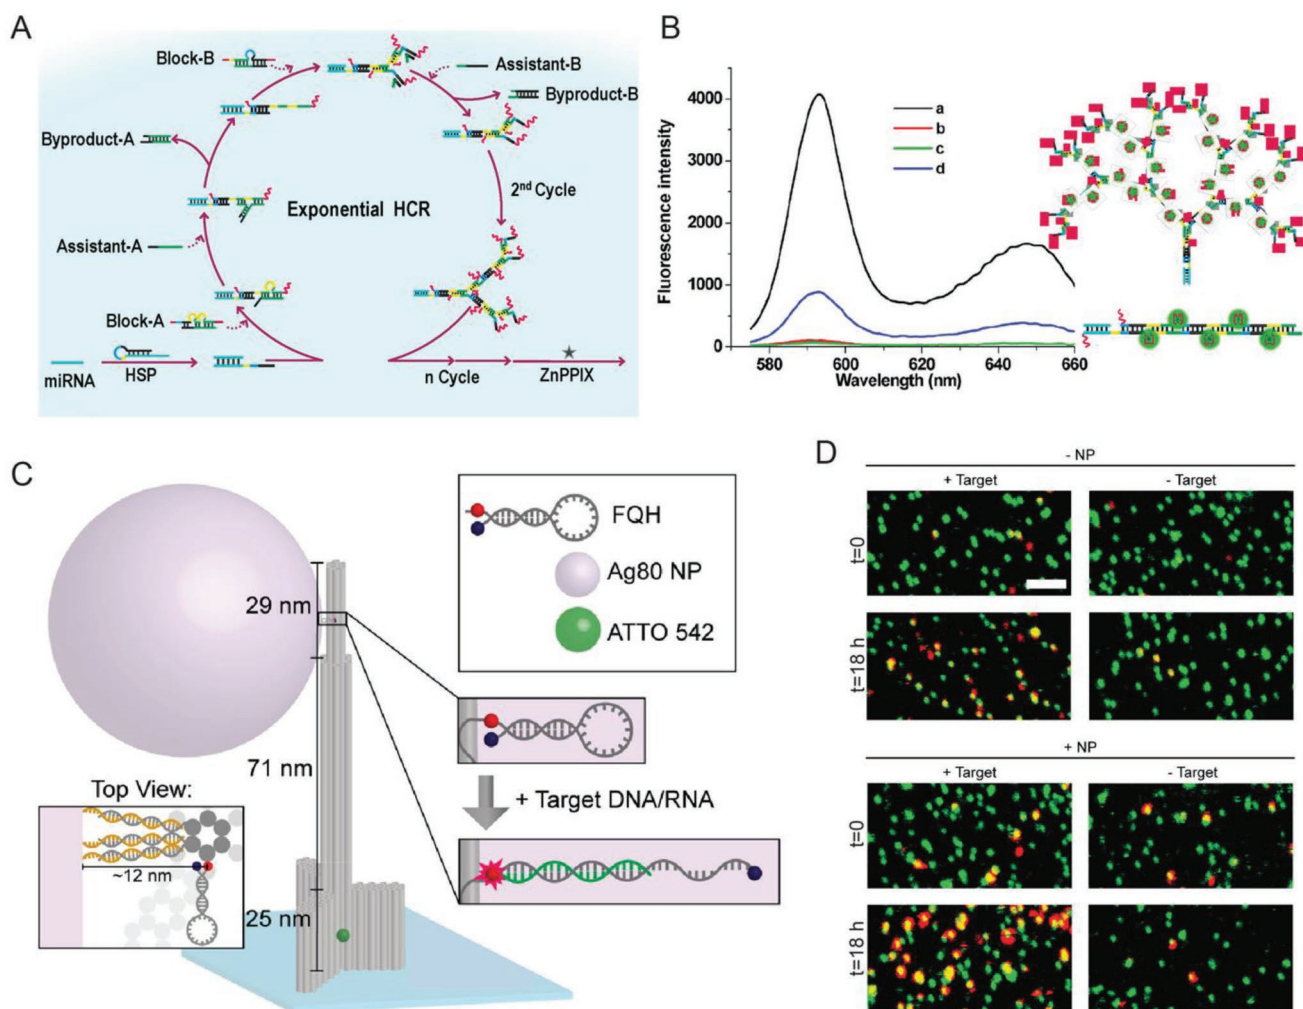 A
Block-B
Assistant-B
Byproduct-B
Byproduct-A
2nd Cycle
Exponential HCR
Assistant-A
Block-A
miRNA
HSP
n Cycle
ZnPPIX
B
Fluorescence intensity
4000
3000
2000
1000
0
a
b
c
d
580
600
620
640
660
Wavelength (nm)
C
29 nm
71 nm
25 nm
FQH
Ag80 NP
ATTO 542
+ Target DNA/RNA
Top View:
~12 nm
D
- NP
+ Target
- Target
t=0
t=18 h
+ NP
+ Target
- Target
t=0
t=18 h